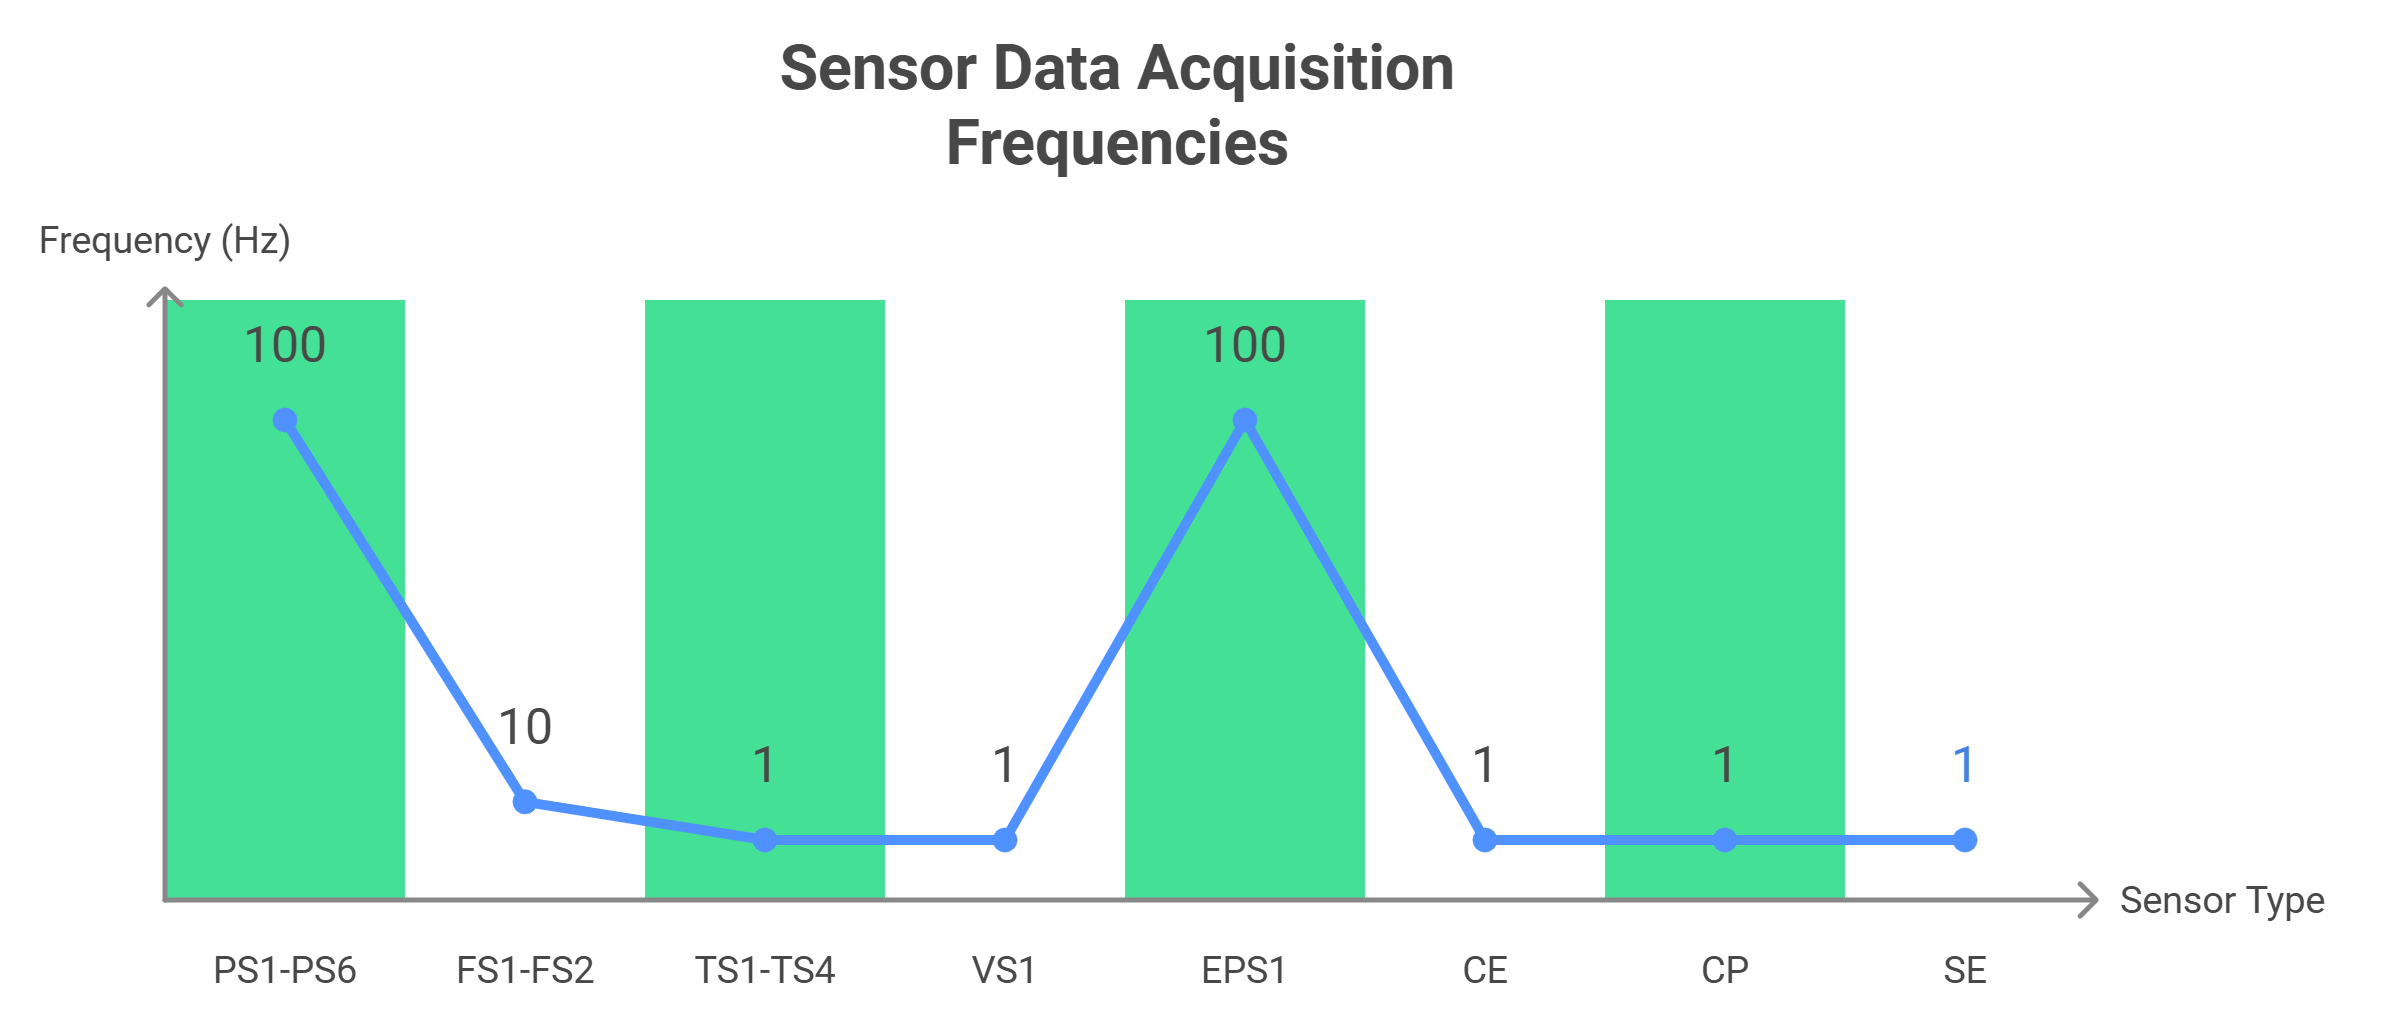 Sensor Data Acquisition
Frequencies
Frequency (Hz)
100
10
1
1
100
1
1
1
Sensor Type
PS1-PS6
FS1-FS2
TS1-TS4
VS1
EPS1
CE
CP
SE